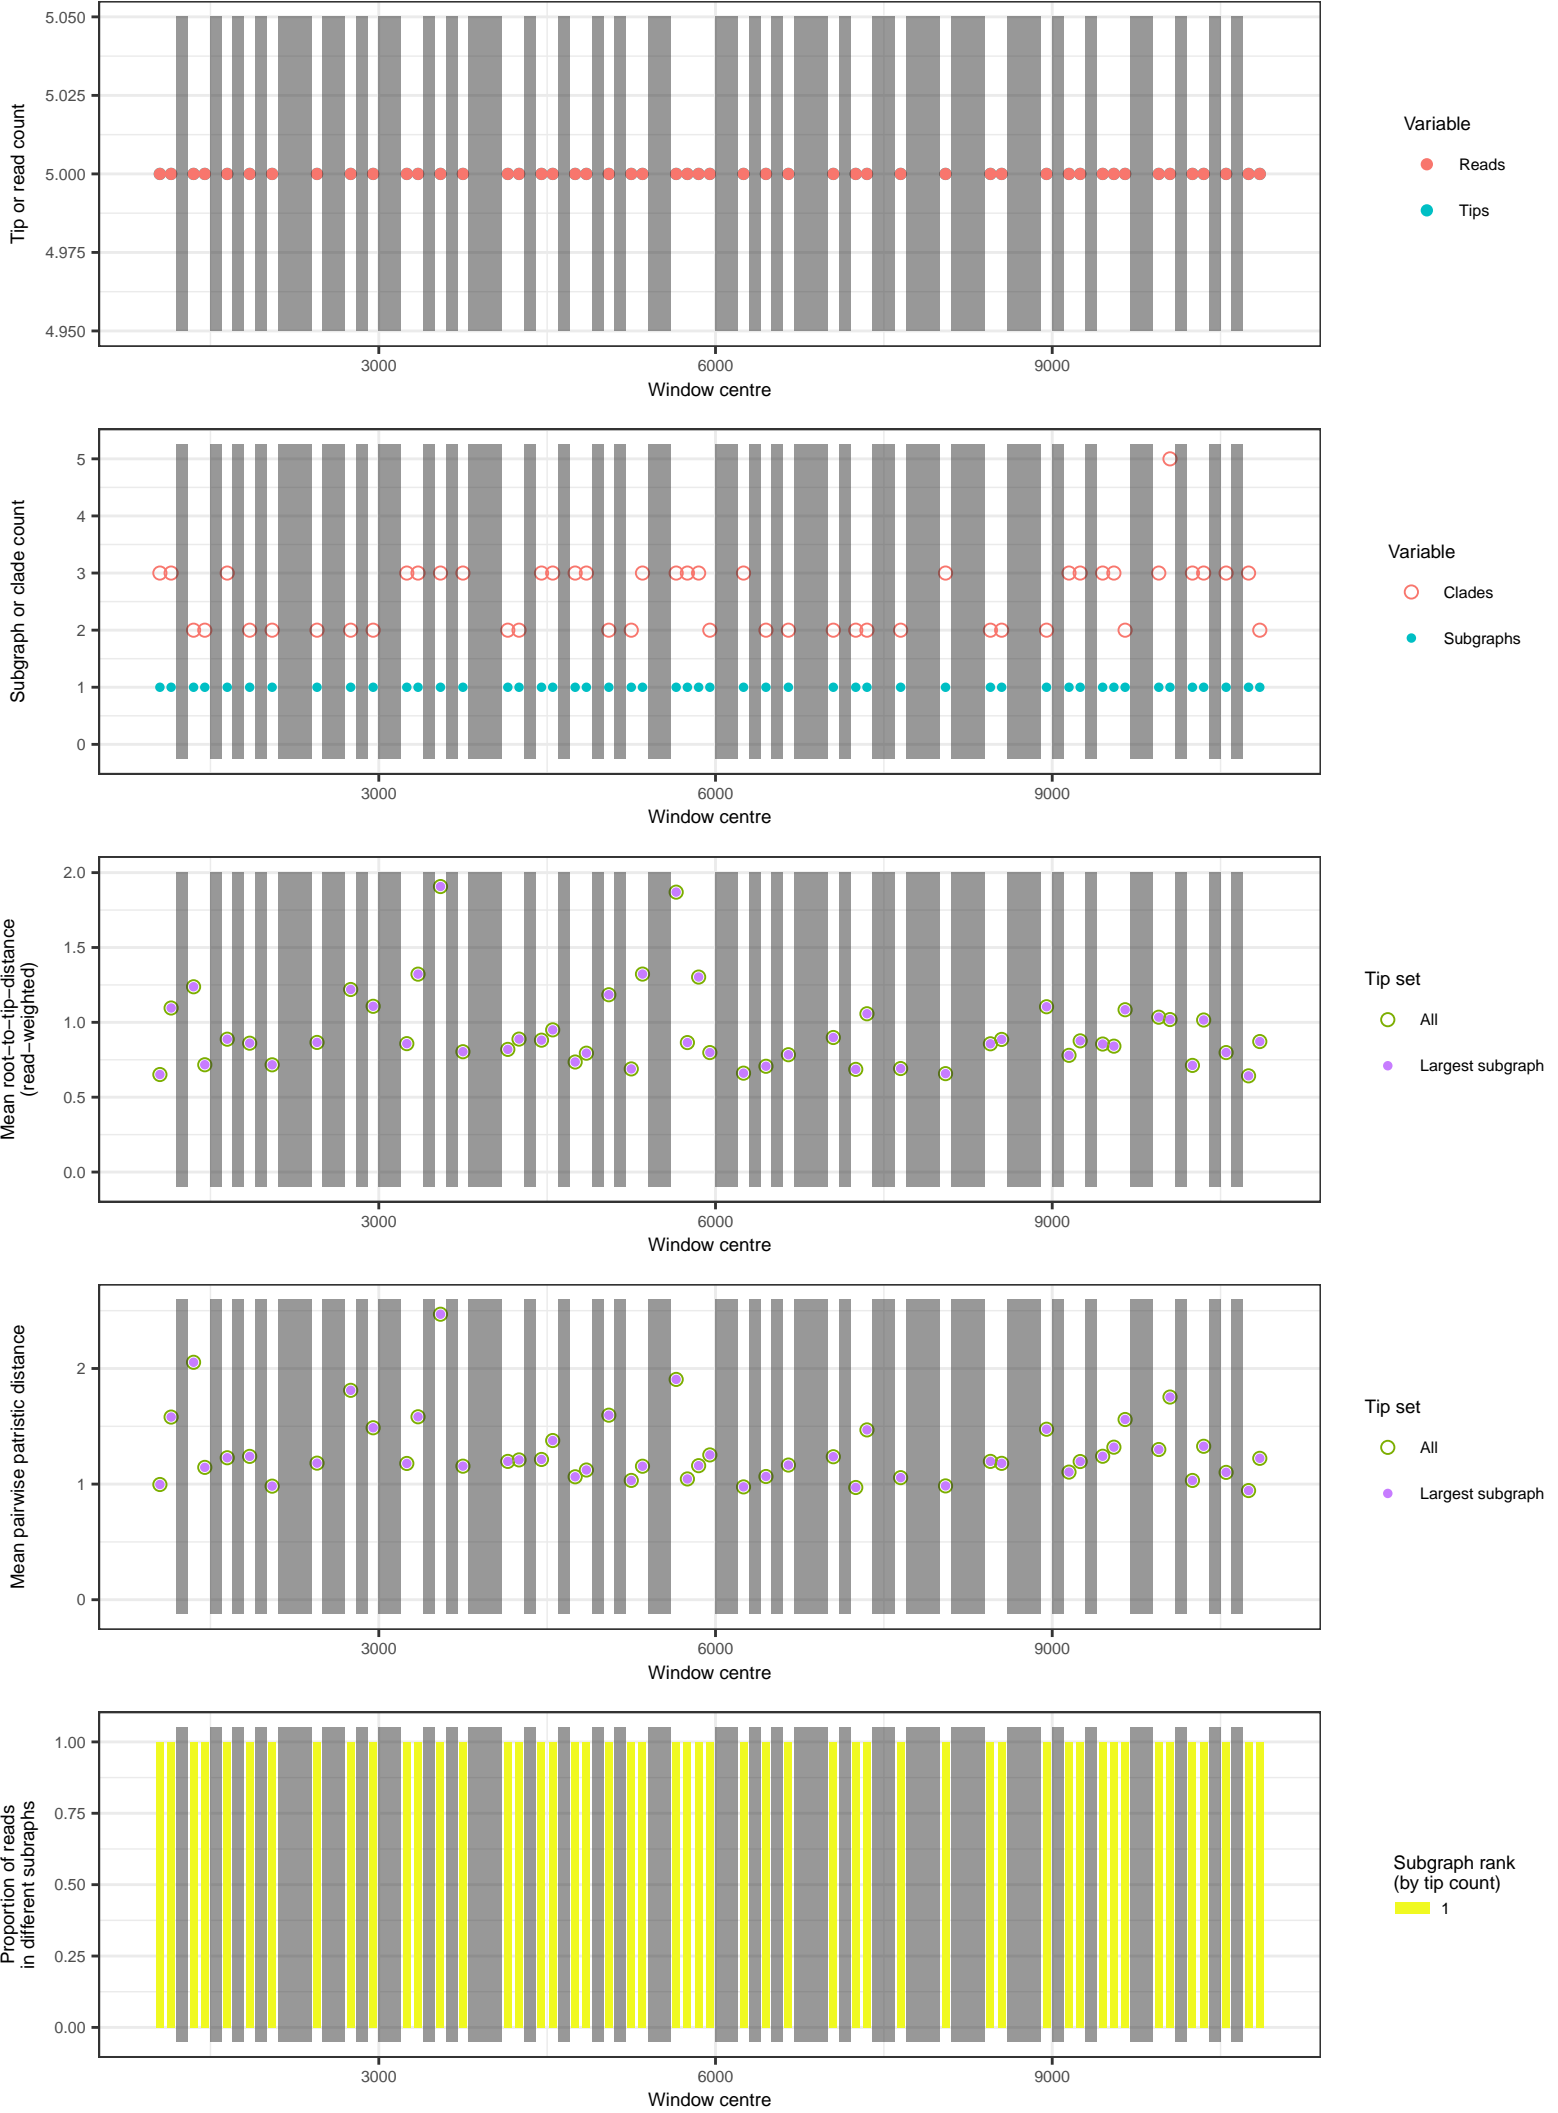 5.050
5.025
5.000
4.975
4.950
Tip or read count
3000 6000 9000
Window centre
Variable
Reads
Tips
5
4
3
2
1
0
Subgraph or clade count
3000 6000 9000
Window centre
Variable
Clades
Subgraphs
2.0
1.5
1.0
0.5
0.0
Mean root−to−tip−distance
(read−weighted)
3000 6000 9000
Window centre
Tip set
All
Largest subgraph
2
1
0
Mean pairwise patristic distance
3000 6000 9000
Window centre
Tip set
All
Largest subgraph
1.00
0.75
0.50
0.25
0.00
Proportion of reads
in different subraphs
3000 6000 9000
Window centre
Subgraph rank
(by tip count)
1